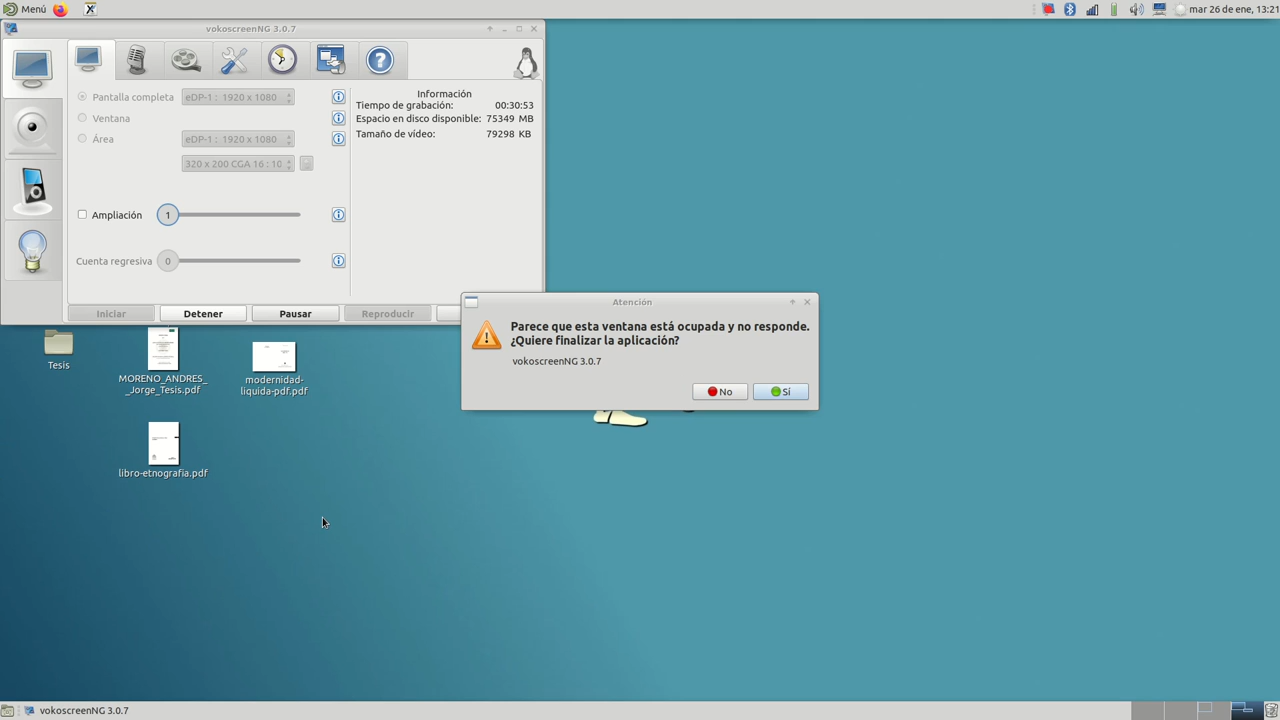 Menú
mar 26 de ene, 13:21
vokoscreenNG 3.0.7
Pantalla completa
eDP-1 : 1920 x 1080
Ventana
Área
eDP-1 : 1920 x 1080
320 x 200 CGA 16 : 10
Ampliación
1
Cuenta regresiva
0
Información
Tiempo de grabación: 00:30:53
Espacio en disco disponible: 75349 MB
Tamaño de vídeo: 79298 KB
Iniciar
Detener
Pausar
Reproducir
Atención
Parece que esta ventana está ocupada y no responde.
¿Quiere finalizar la aplicación?
vokoscreenNG 3.0.7
No
Sí
Tesis
MORENO_ANDRES_
_Jorge_Tesis.pdf
modernidad-
liquida-pdf.pdf
libro-etnografia.pdf
vokoscreenNG 3.0.7